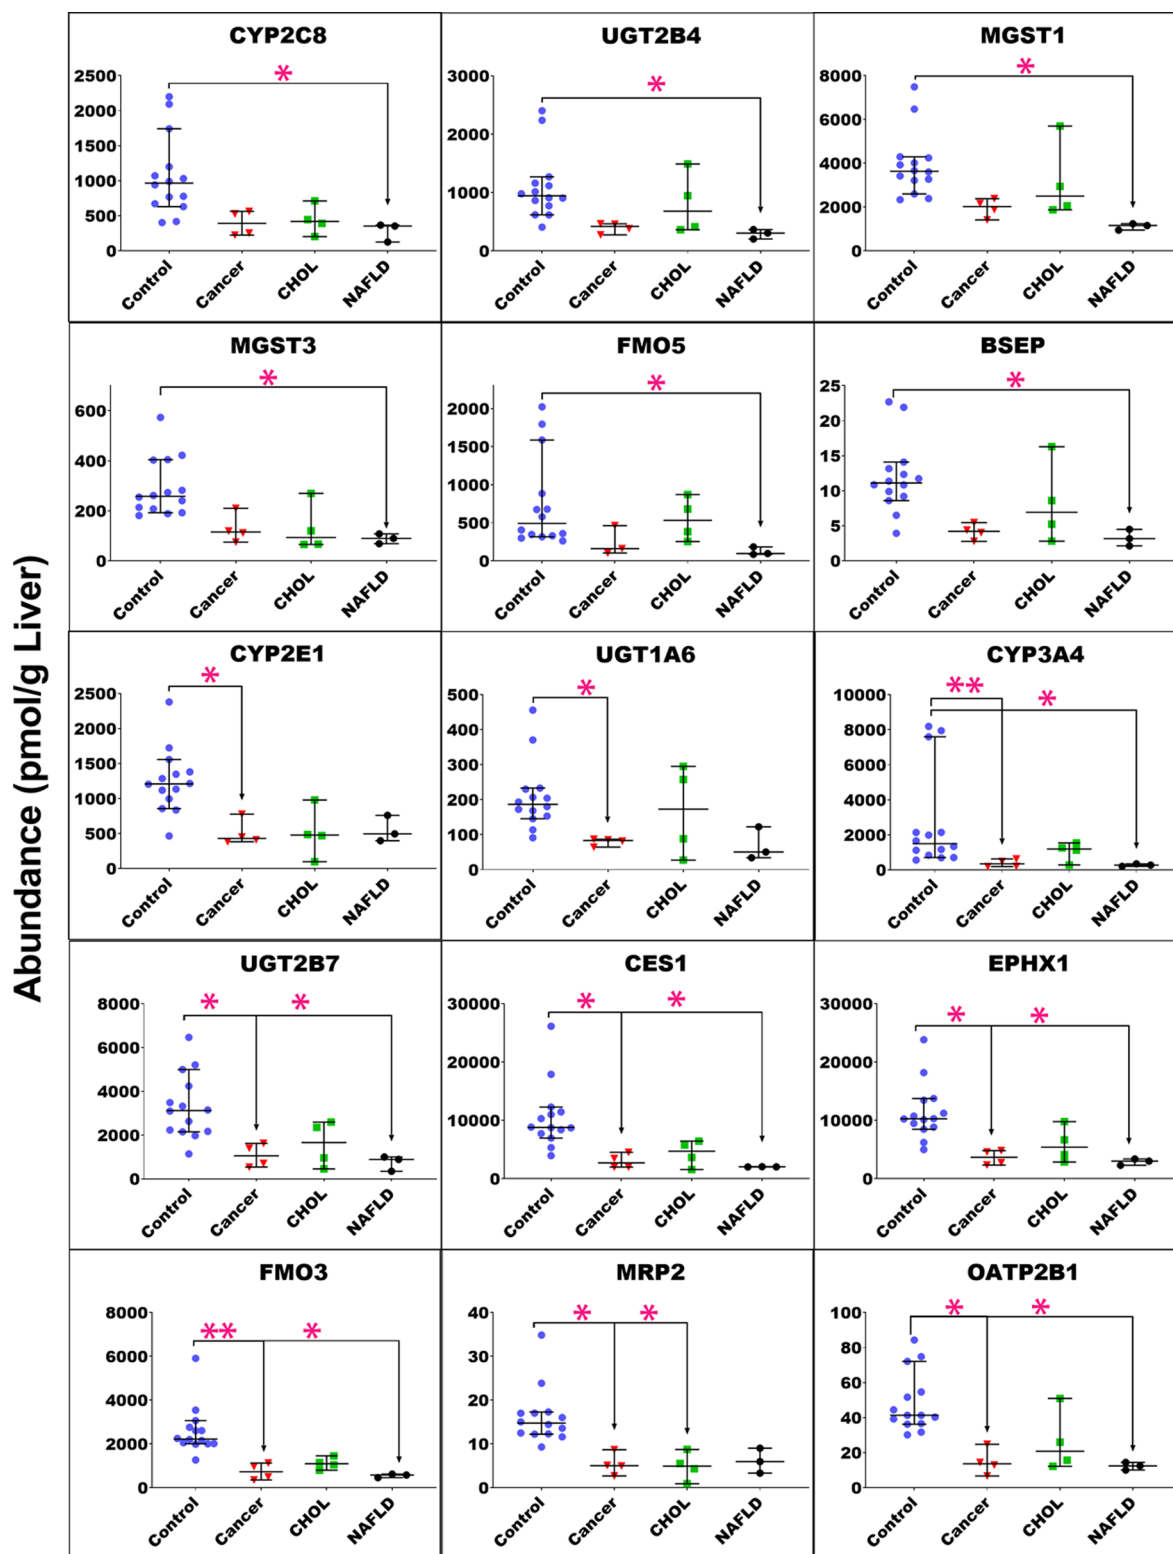 Abundance (pmol/g Liver)
CYP2C8
2500
2000
1500
1000
500
0
Control
Cancer
CHOL
NAFLD
*
UGT2B4
3000
2000
1000
0
Control
Cancer
CHOL
NAFLD
*
MGST1
8000
6000
4000
2000
0
Control
Cancer
CHOL
NAFLD
*
MGST3
600
400
200
0
Control
Cancer
CHOL
NAFLD
*
FMO5
2000
1500
1000
500
0
Control
Cancer
CHOL
NAFLD
*
BSEP
25
20
15
10
5
0
Control
Cancer
CHOL
NAFLD
*
CYP2E1
2500
2000
1500
1000
500
0
Control
Cancer
CHOL
NAFLD
*
UGT1A6
500
400
300
200
100
0
Control
Cancer
CHOL
NAFLD
*
CYP3A4
10000
8000
6000
4000
2000
0
Control
Cancer
CHOL
NAFLD
**
*
UGT2B7
8000
6000
4000
2000
0
Control
Cancer
CHOL
NAFLD
* *
CES1
30000
20000
10000
0
Control
Cancer
CHOL
NAFLD
* *
EPHX1
30000
20000
10000
0
Control
Cancer
CHOL
NAFLD
* *
FMO3
8000
6000
4000
2000
0
Control
Cancer
CHOL
NAFLD
** *
MRP2
40
30
20
10
0
Control
Cancer
CHOL
NAFLD
* *
OATP2B1
100
80
60
40
20
0
Control
Cancer
CHOL
NAFLD
* *